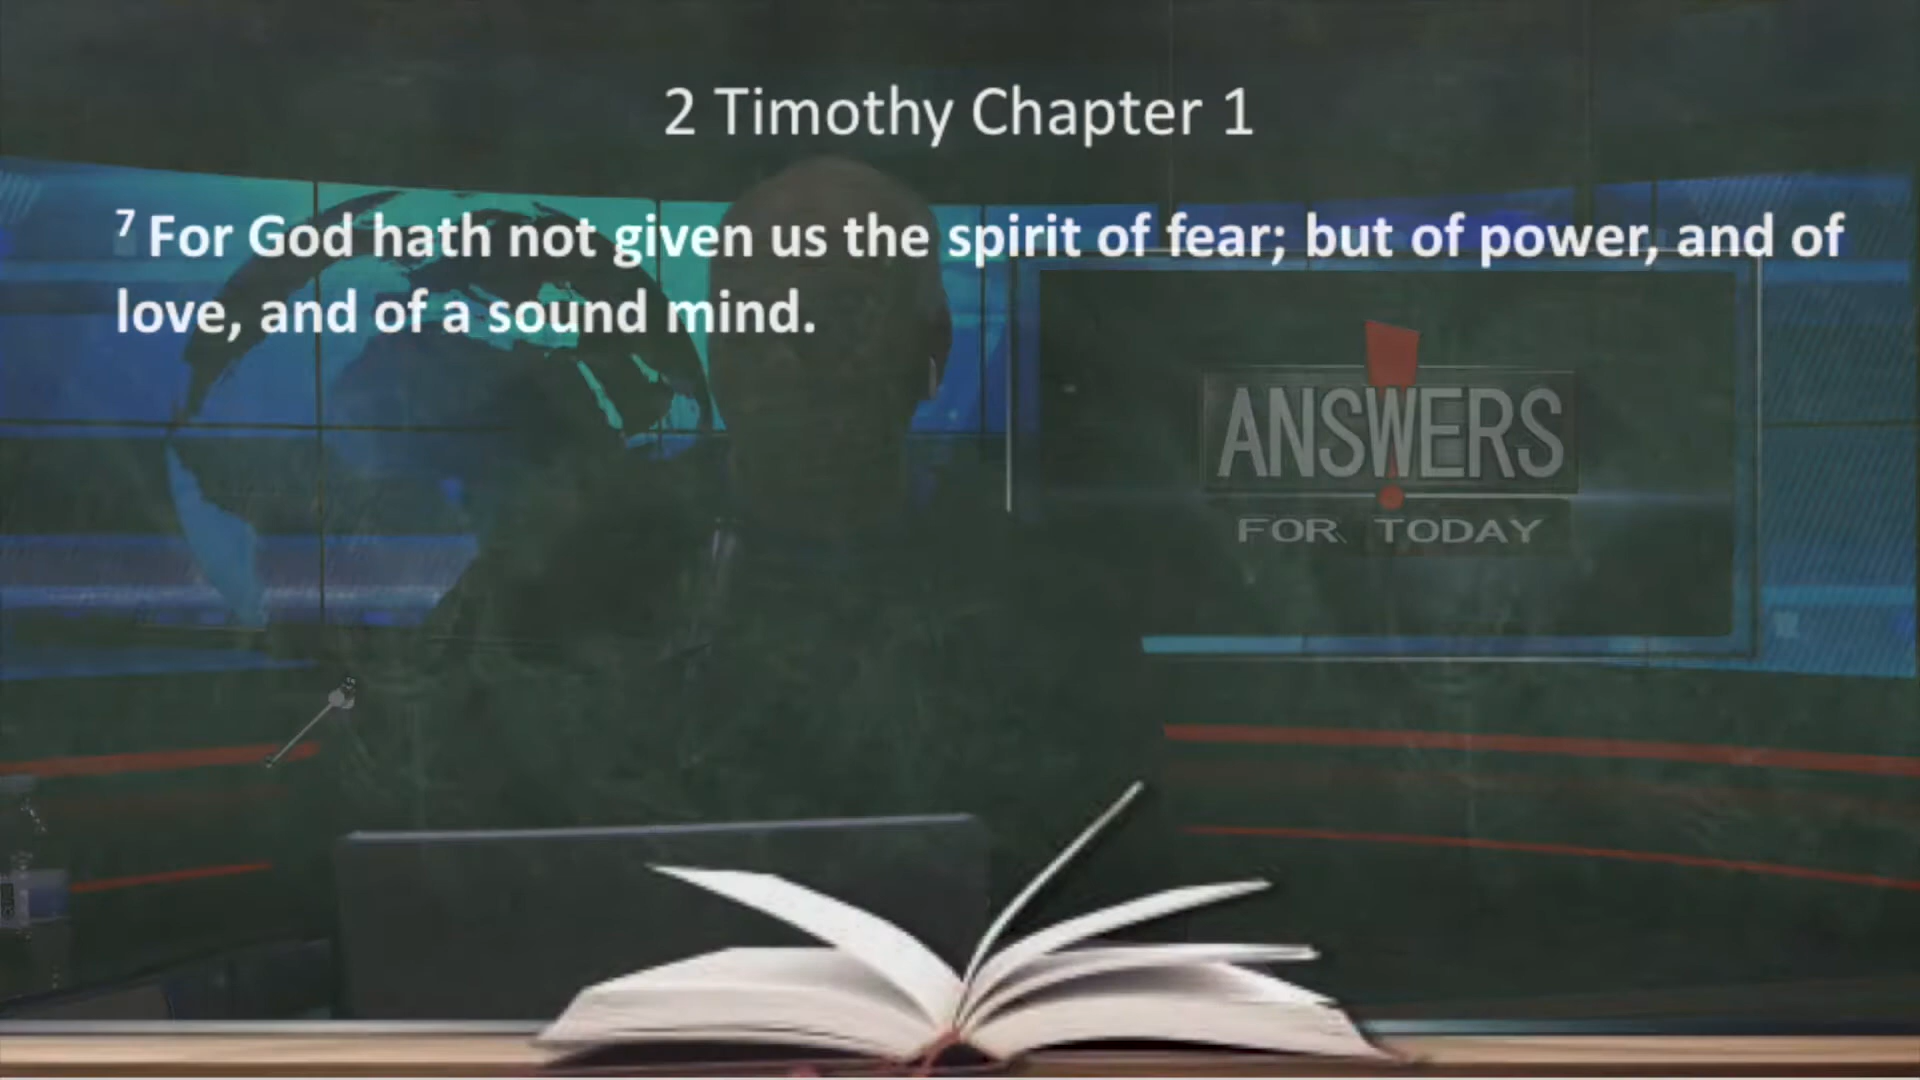 2 Timothy Chapter 1
7 For God hath not given us the spirit of fear; but of power, and of
love, and of a sound mind.
ANSWERS
FOR TODAY